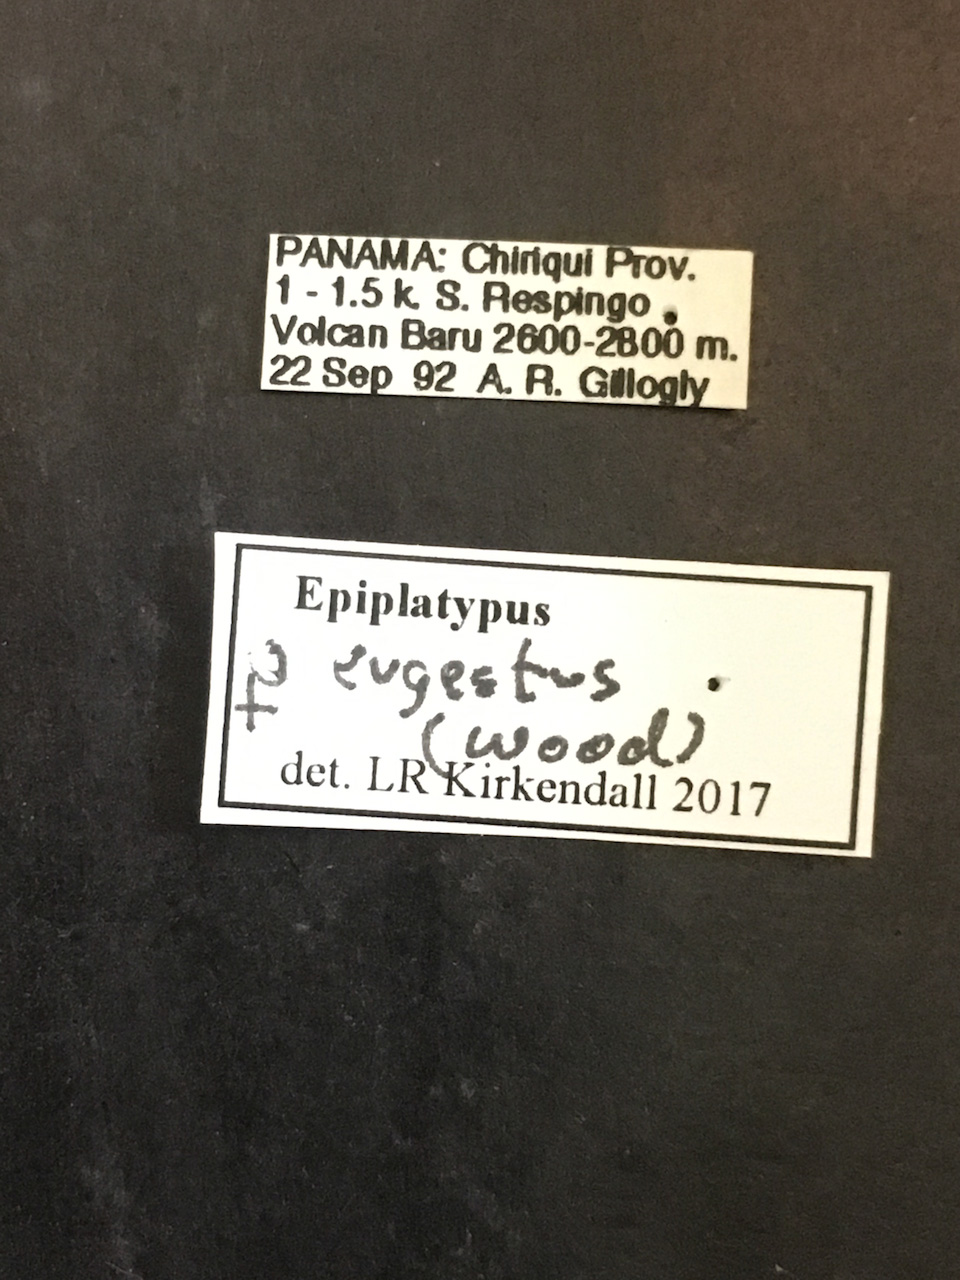 PANAMA: Chiriqui Prov.
1 - 1.5 k. S. Respingo
Volcan Baru 2600-2800 m.
22 Sep 92 A. R. Gillogly
Epiplatypus
♀ eugestus
(Wood)
det. LR Kirkendall 2017